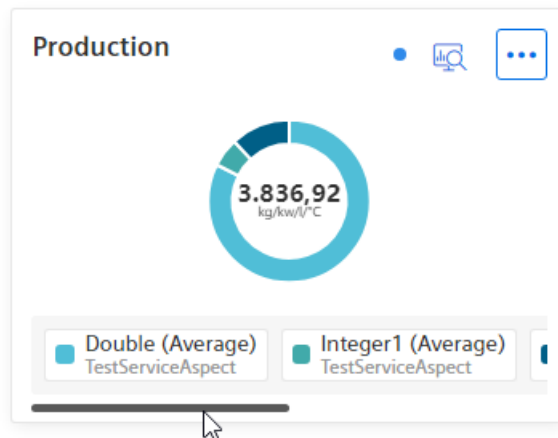 Production
3.836,92
kg/kw/l/°C
Double (Average)
TestServiceAspect
Integer1 (Average)
TestServiceAspect